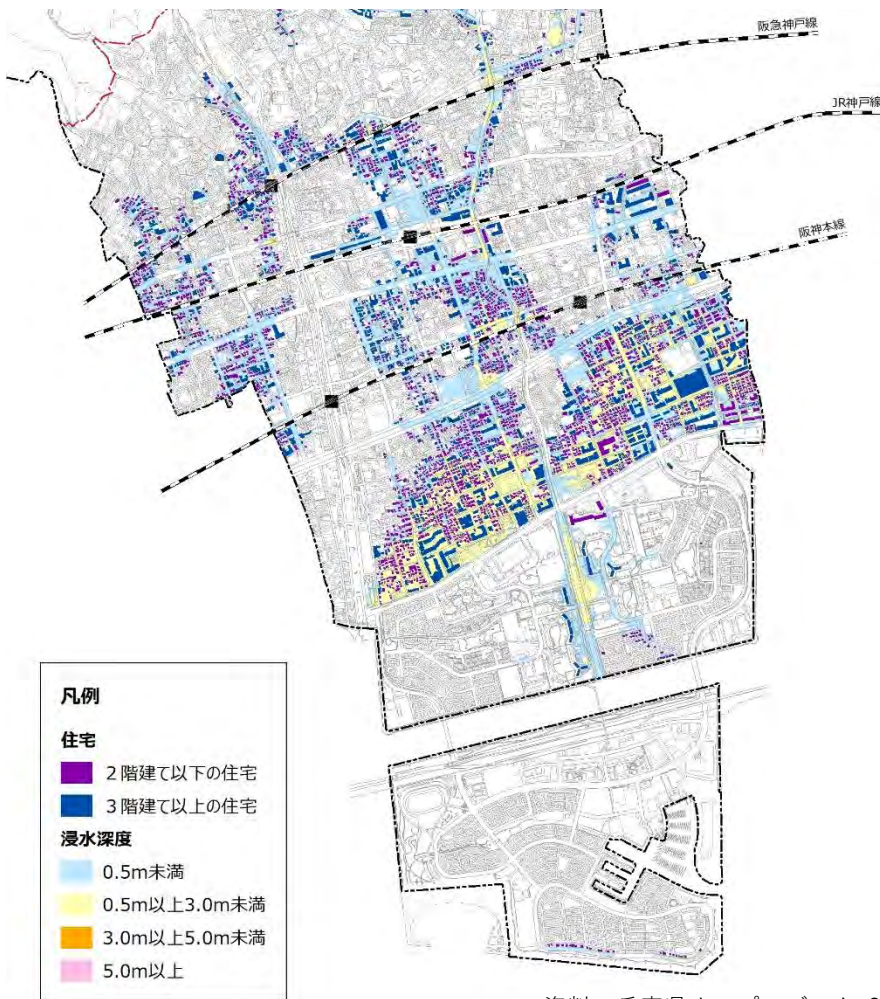 阪急神戸線
JR神戸線
阪神本線
凡例
住宅
2階建て以下の住宅
3階建て以上の住宅
浸水深度
0.5m未満
0.5m以上3.0m未満
3.0m以上5.0m未満
5.0m以上